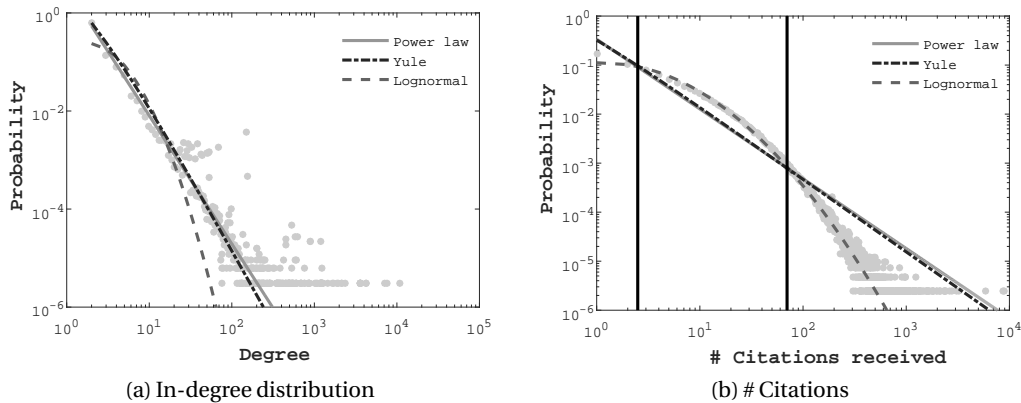 10^0
10^-2
10^-4
10^-6
Probability
10^0 10^1 10^2 10^3 10^4 10^5
Degree
Power law
Yule
Lognormal
(a) In-degree distribution
10^0
10^-1
10^-2
10^-3
10^-4
10^-5
10^-6
Probability
10^0 10^1 10^2 10^3 10^4
# Citations received
Power law
Yule
Lognormal
(b) # Citations